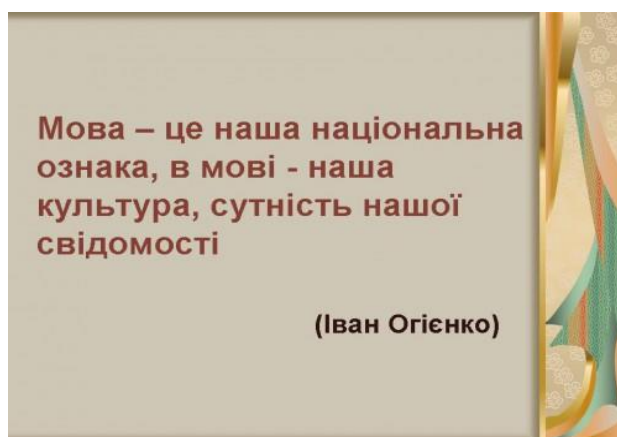 Мова – це наша національна
ознака, в мові - наша
культура, сутність нашої
свідомості
(Іван Огієнко)